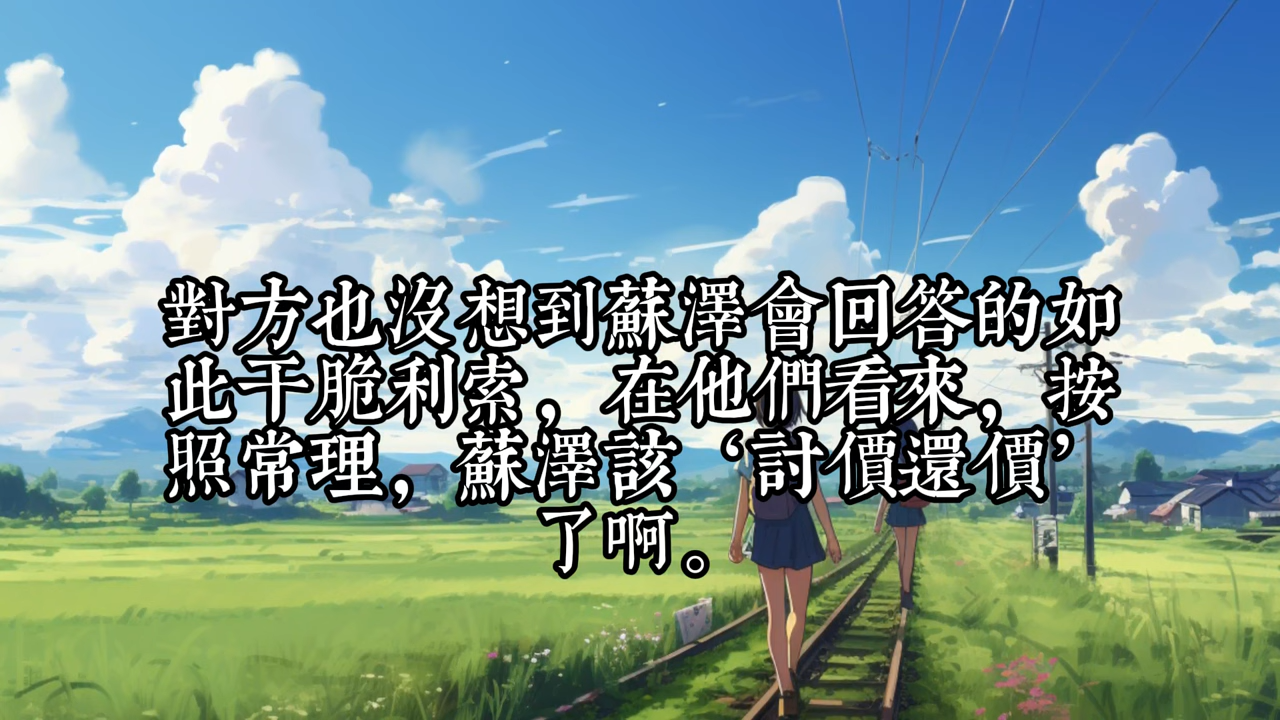 對方也沒想到蘇澤會回答的如
此干脆利索，在他們看來，按
照常理，蘇澤該‘討價還價’
了啊。